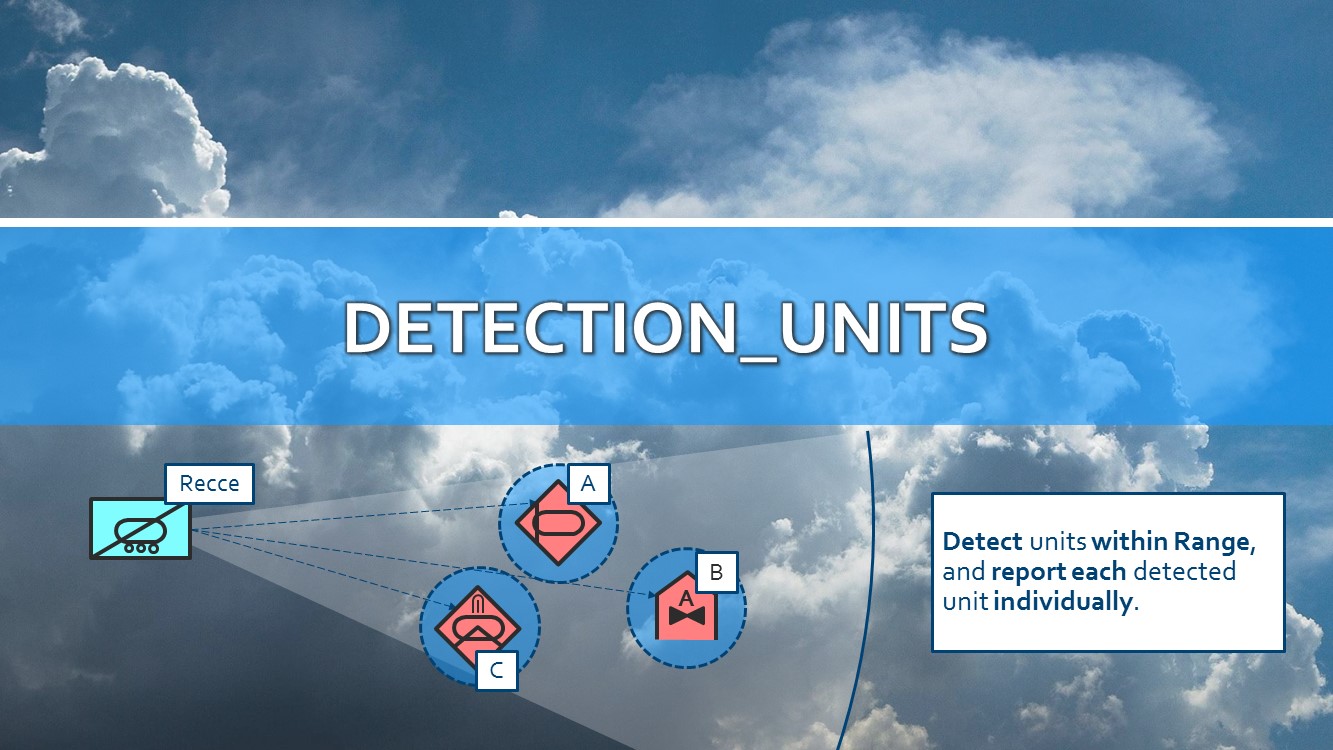 DETECTION_UNITS
Recce
A
B
A
C
Detect units within Range,
and report each detected
unit individually.